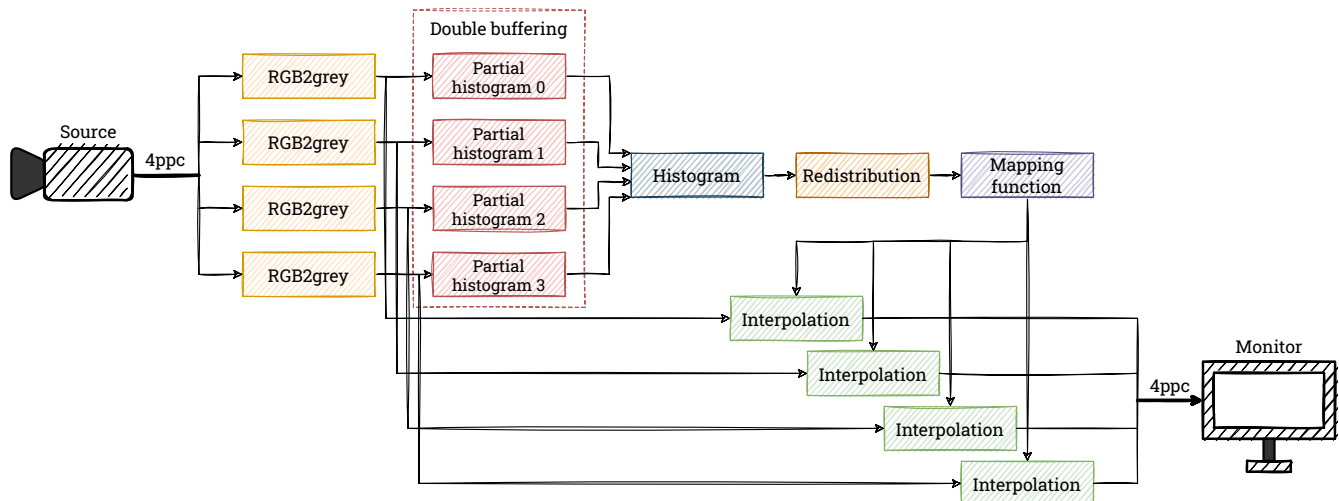 Double buffering
RGB2grey
Partial
histogram 0
Source
4ppc
RGB2grey
Partial
histogram 1
Histogram
Redistribution
Mapping
function
RGB2grey
Partial
histogram 2
RGB2grey
Partial
histogram 3
Interpolation
Interpolation
Interpolation
Interpolation
Monitor
4ppc